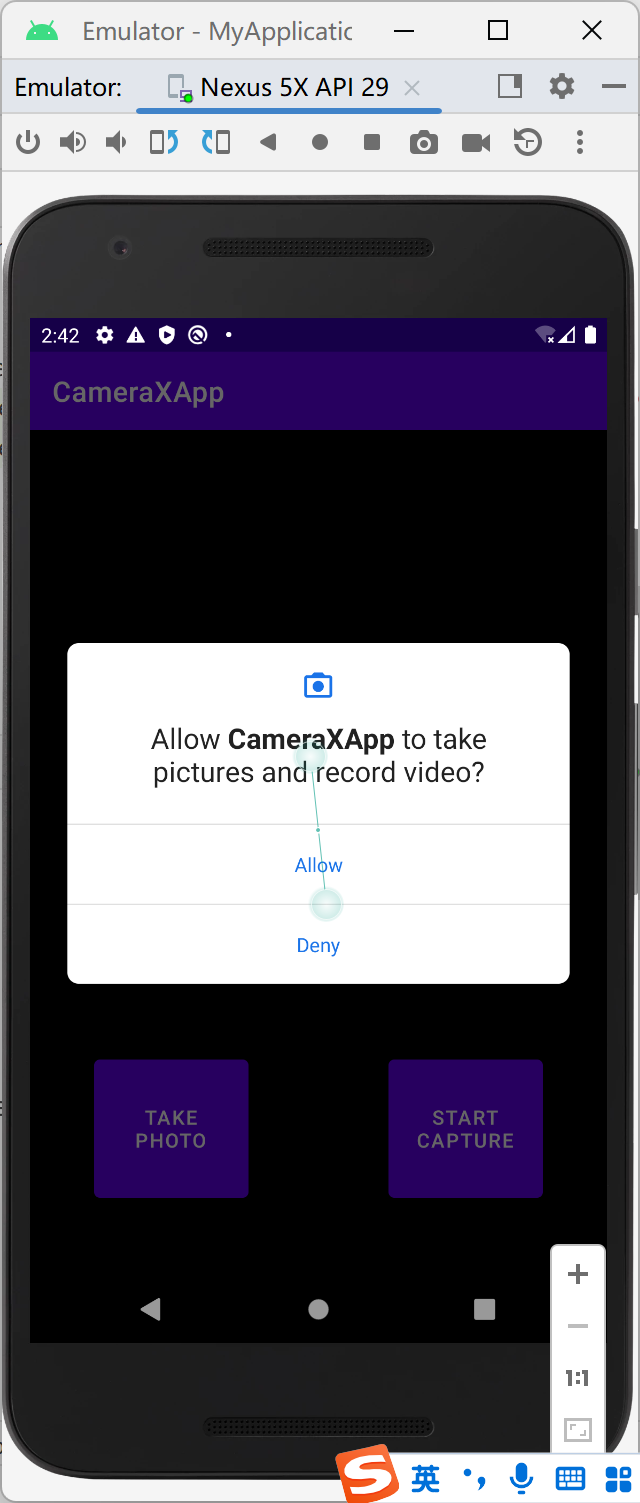 Emulator - MyApplicatic
Emulator:
Nexus 5X API 29
2:42
CameraXApp
Allow CameraXApp to take
pictures and record video?
Allow
Deny
TAKE
PHOTO
START
CAPTURE
1:1
S
英